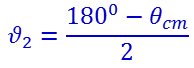 ϑ₂ = (180⁰ − θ_cm) / 2